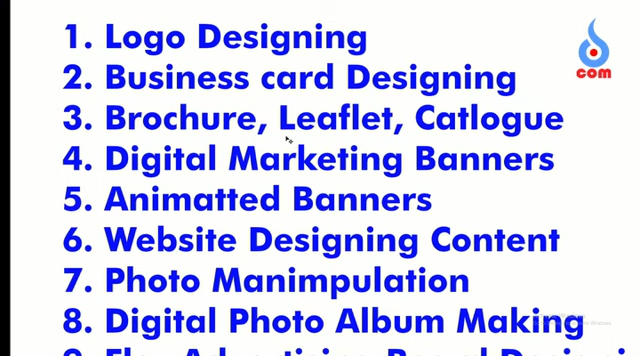 1. Logo Designing
com
2. Business card Designing
3. Brochure, Leaflet, Catlogue
4. Digital Marketing Banners
5. Animatted Banners
6. Website Designing Content
7. Photo Manimpulation
8. Digital Photo Album Making